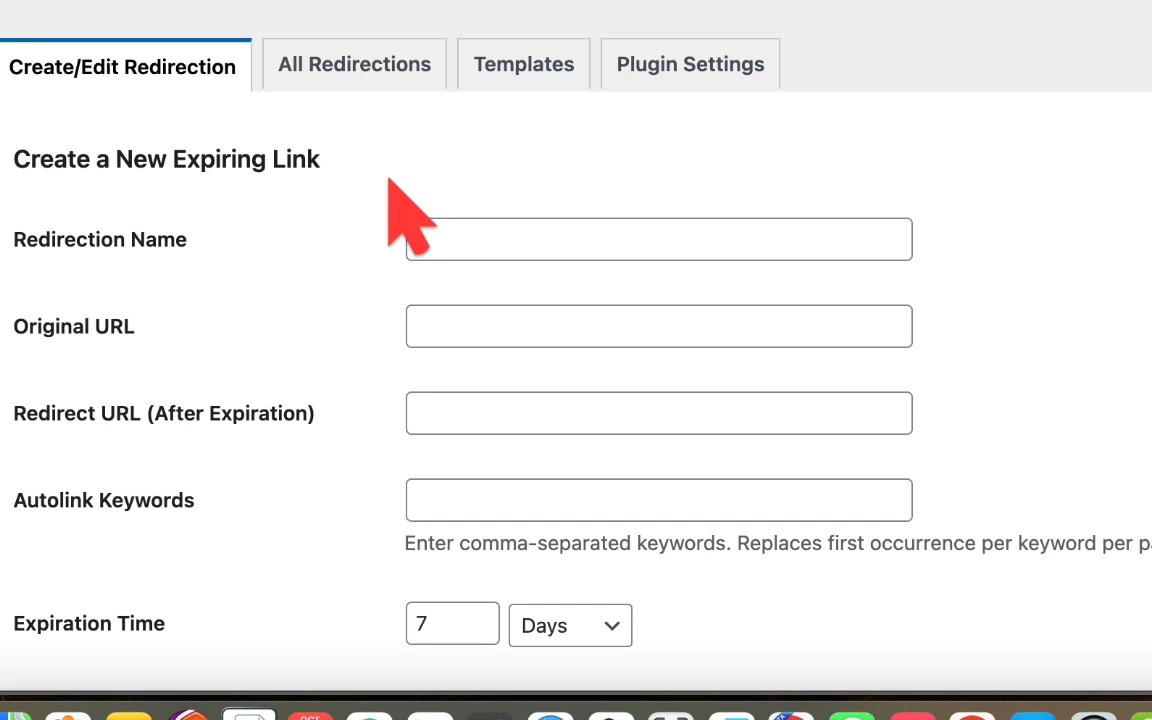 Create/Edit Redirection
All Redirections
Templates
Plugin Settings
Create a New Expiring Link
Redirection Name
Original URL
Redirect URL (After Expiration)
Autolink Keywords
Enter comma-separated keywords. Replaces first occurrence per keyword per
Expiration Time
7
Days
OCT